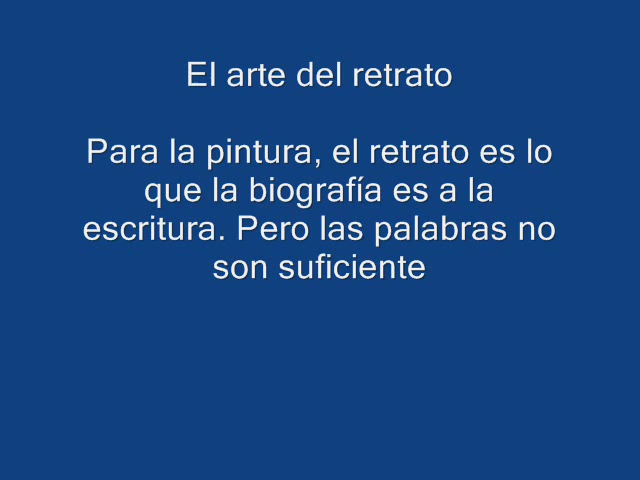 El arte del retrato
Para la pintura, el retrato es lo
que la biografía es a la
escritura. Pero las palabras no
son suficiente